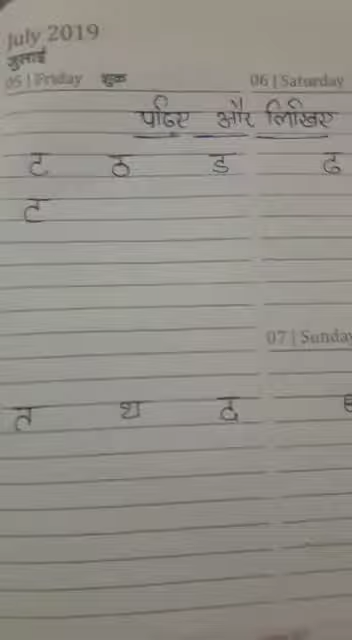 July 2019
जुलाई
05 | Friday शुक्र 06 | Saturday
पढिए और लिखिए
ट ठ ड ढ
ट
07 | Sunday
त थ द